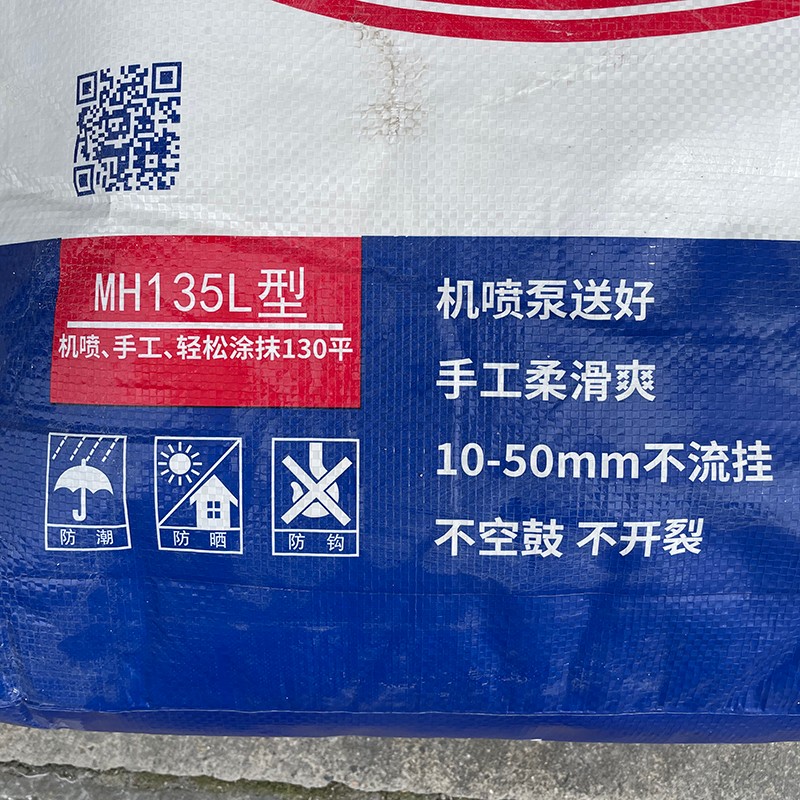 MH135L型
机喷、手工、轻松涂抹130平
机喷泵送好
手工柔滑爽
10-50mm不流挂
不空鼓 不开裂
防潮
防晒
防钩